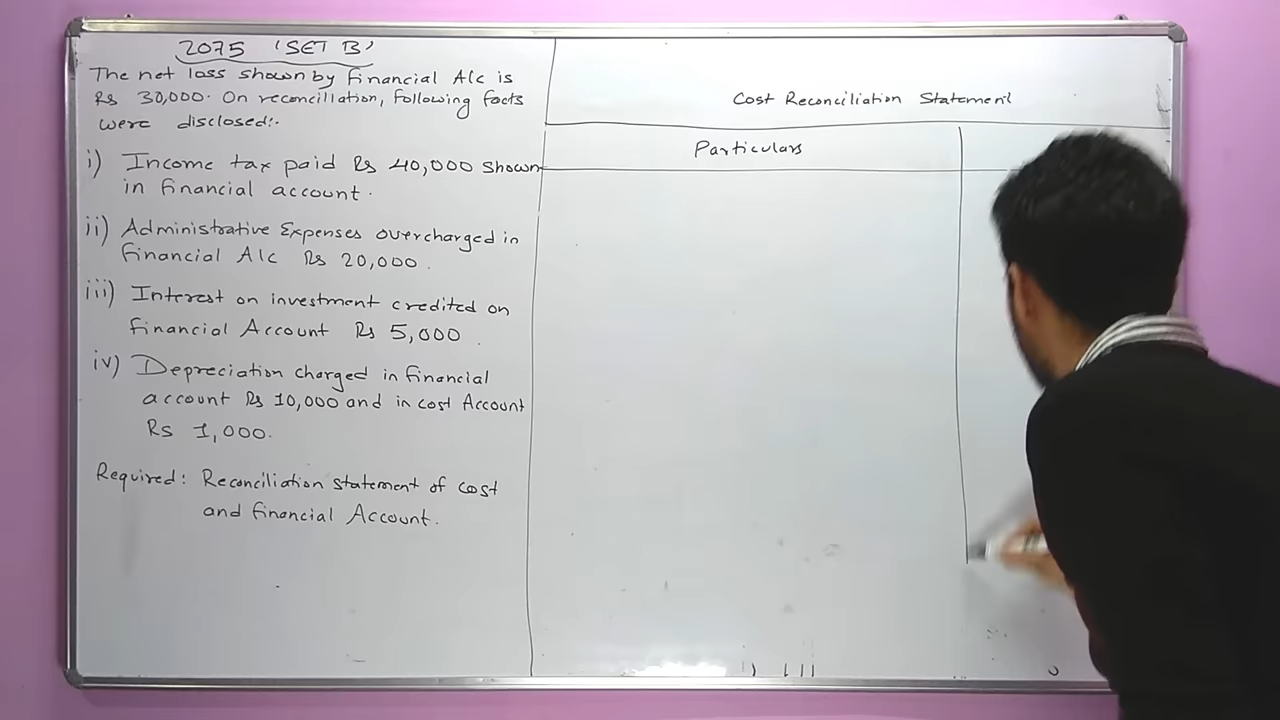 2075 'SET B'
The net loss shown by financial A/c is
Rs 30,000. On reconcillation, following facts
were disclosed:-
i) Income tax paid Rs 40,000 shown
in financial account.
ii) Administrative Expenses overcharged in
financial A/c Rs 20,000.
iii) Interest on investment credited on
financial Account Rs 5,000.
iv) Depreciation charged in financial
account Rs 10,000 and in cost Account
Rs 1,000.
Required: Reconciliation statement of cost
and financial Account.
Cost Reconciliation Statement
Particulars